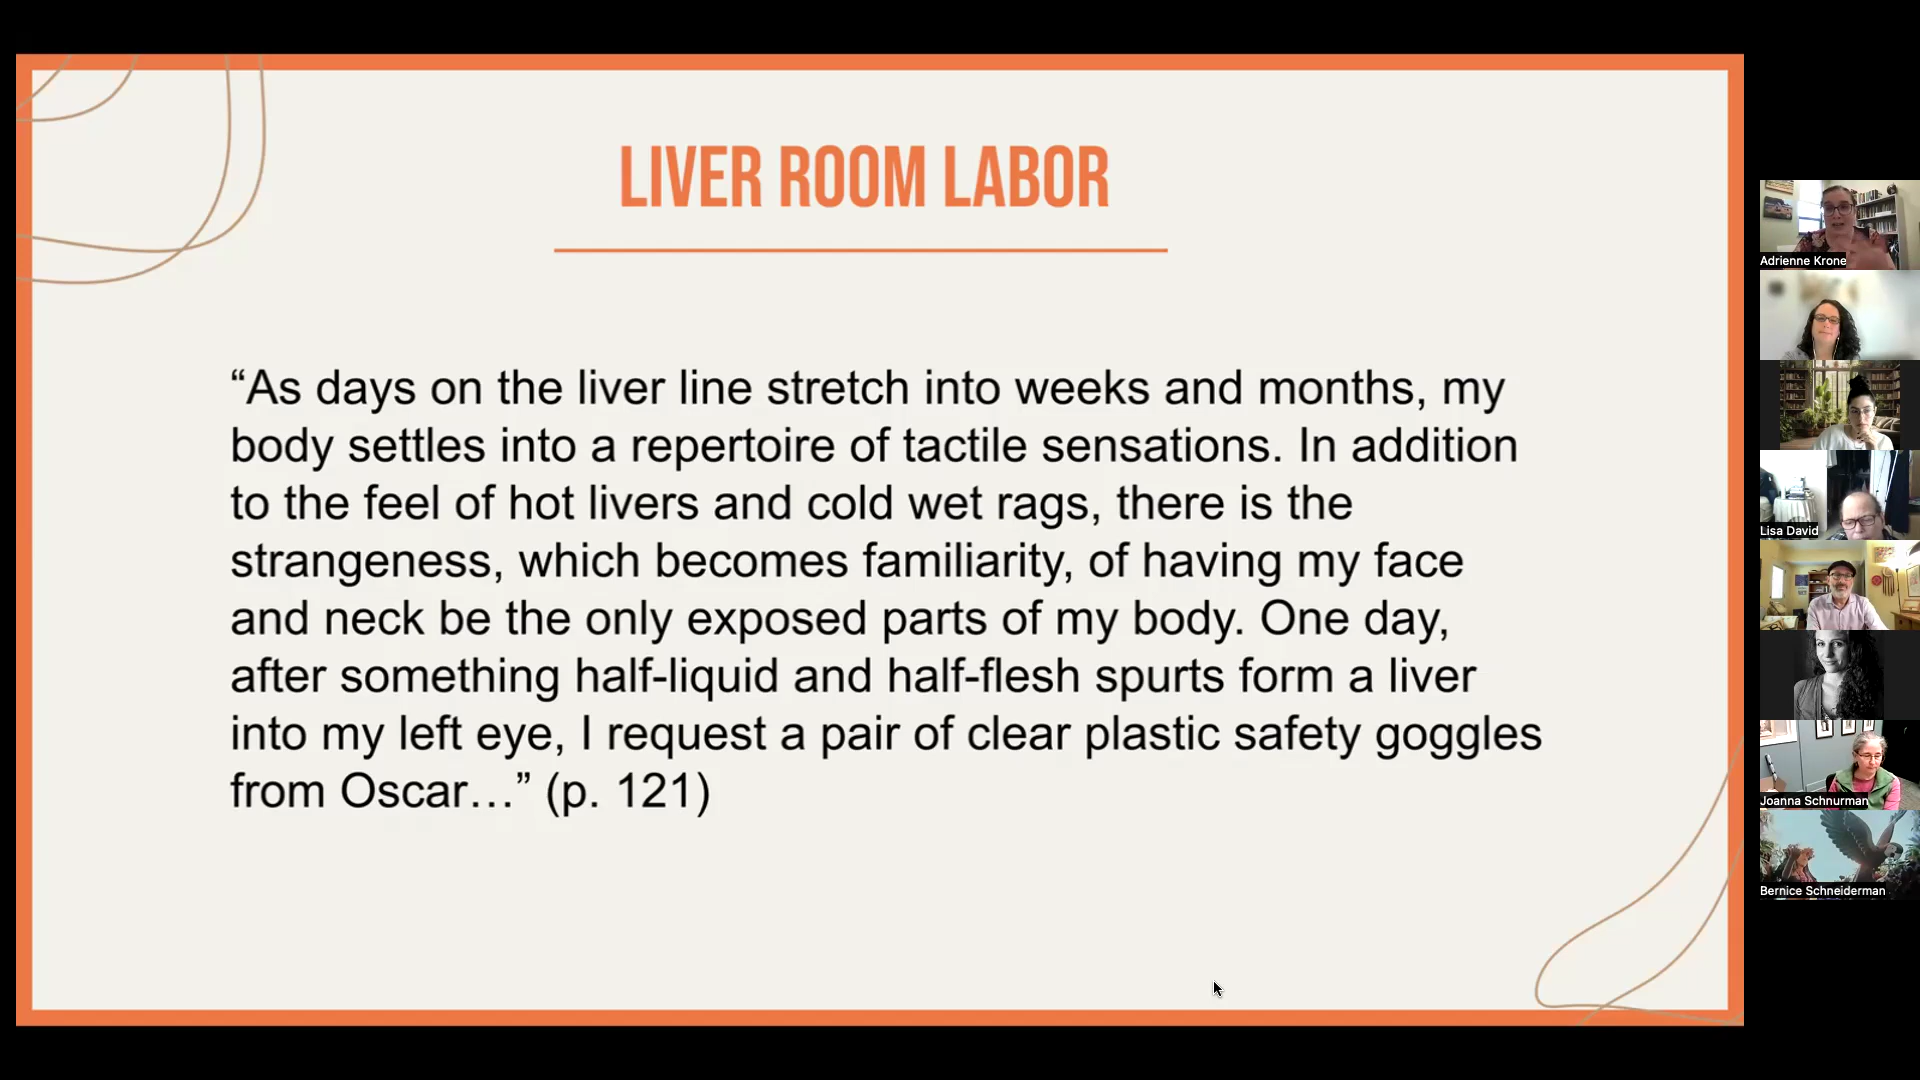 LIVER ROOM LABOR
“As days on the liver line stretch into weeks and months, my
body settles into a repertoire of tactile sensations. In addition
to the feel of hot livers and cold wet rags, there is the
strangeness, which becomes familiarity, of having my face
and neck be the only exposed parts of my body. One day,
after something half-liquid and half-flesh spurts form a liver
into my left eye, I request a pair of clear plastic safety goggles
from Oscar…” (p. 121)
Adrienne Krone
Lisa David
Joanna Schnurman
Bernice Schneiderman